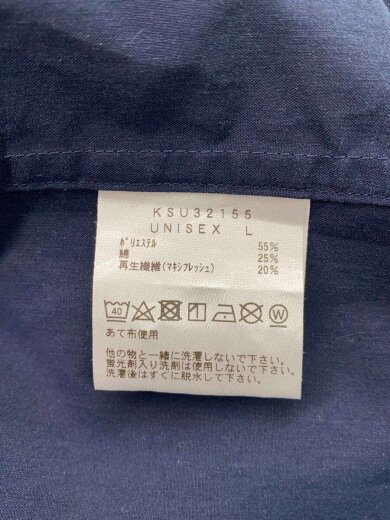 KSU32155
UNISEX L
ポリエステル 55%
綿 25%
再生繊維(マキシフレッシュ) 20%
40 W
あて布使用
他の物と一緒に洗濯しないで下さい。
蛍光剤入り洗剤は使用しないで下さい。
洗濯後はすぐに脱水して下さい。